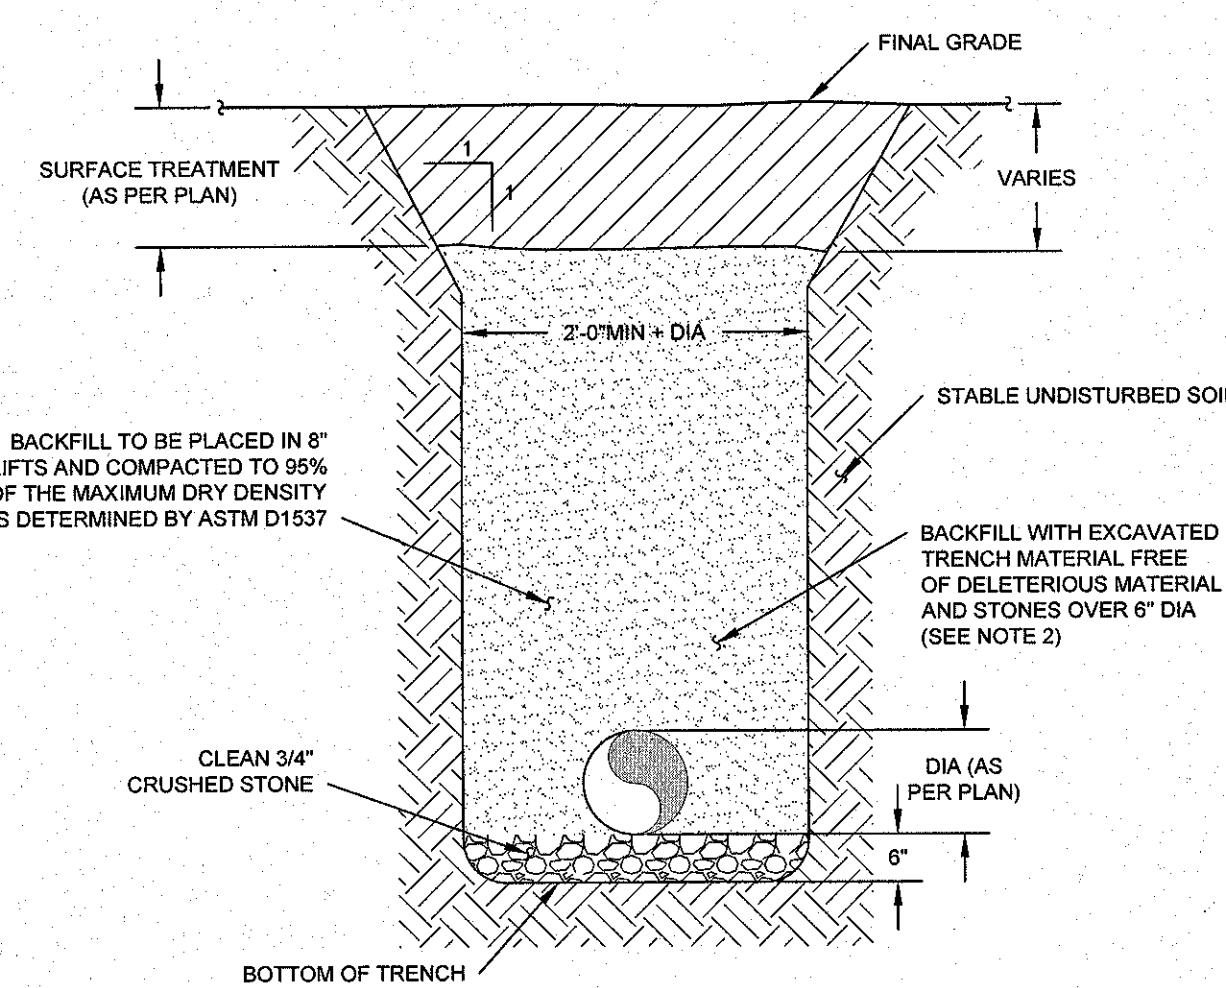 FINAL GRADE
SURFACE TREATMENT
(AS PER PLAN)
1
1
VARIES
2'-0"MIN + DIA
STABLE UNDISTURBED SOI
BACKFILL TO BE PLACED IN 8"
IFTS AND COMPACTED TO 95%
OF THE MAXIMUM DRY DENSITY
S DETERMINED BY ASTM D1537
BACKFILL WITH EXCAVATED
TRENCH MATERIAL FREE
OF DELETERIOUS MATERIAL
AND STONES OVER 6" DIA
(SEE NOTE 2)
CLEAN 3/4"
CRUSHED STONE
DIA (AS
PER PLAN)
6"
BOTTOM OF TRENCH